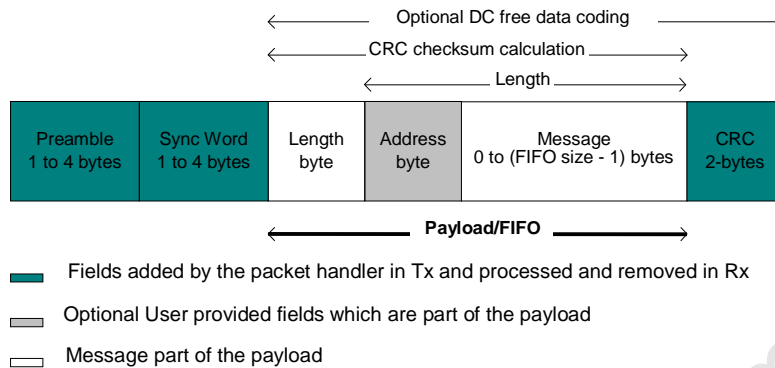 Optional DC free data coding
CRC checksum calculation
Length
Preamble
1 to 4 bytes
Sync Word
1 to 4 bytes
Length
byte
Address
byte
Message
0 to (FIFO size - 1) bytes
CRC
2-bytes
Payload/FIFO
Fields added by the packet handler in Tx and processed and removed in Rx
Optional User provided fields which are part of the payload
Message part of the payload